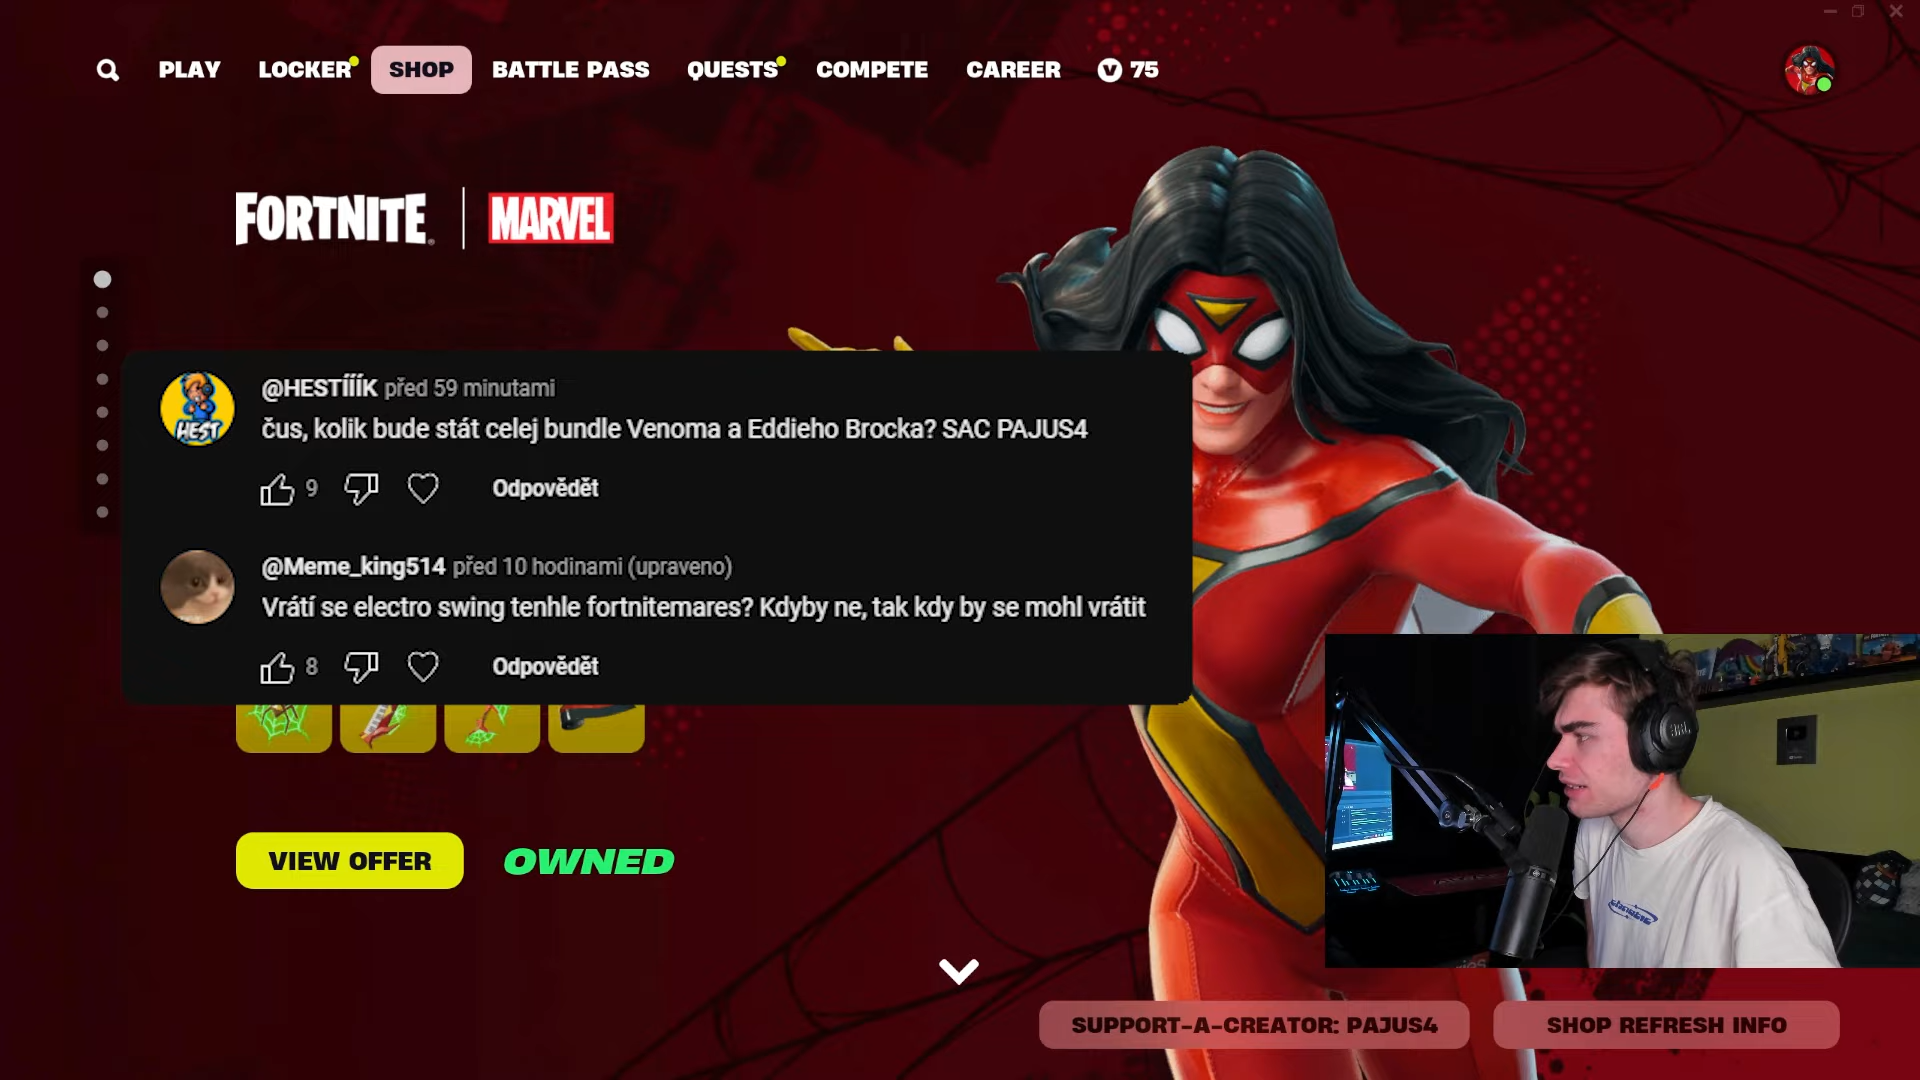 PLAY LOCKER SHOP BATTLE PASS QUESTS COMPETE CAREER V 75
FORTNITE MARVEL
@HESTÍÍÍK před 59 minutami
HEST
čus, kolik bude stát celej bundle Venoma a Eddieho Brocka? SAC PAJUS4
9 Odpovědět
@Meme_king514 před 10 hodinami (upraveno)
Vrátí se electro swing tenhle fortnitemares? Kdyby ne, tak kdy by se mohl vrátit
8 Odpovědět
JBL
VIEW OFFER OWNED
SUPPORT-A-CREATOR: PAJUS4
SHOP REFRESH INFO